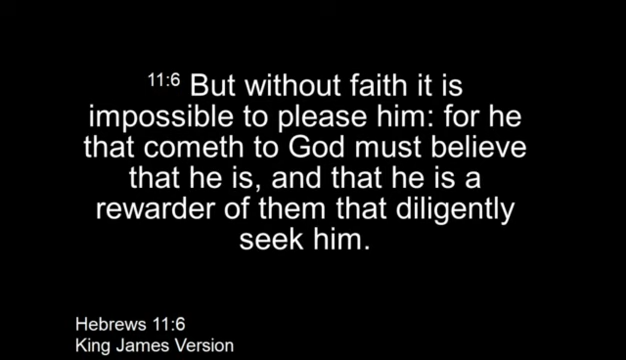 11:6 But without faith it is
impossible to please him: for he
that cometh to God must believe
that he is, and that he is a
rewarder of them that diligently
seek him.
Hebrews 11:6
King James Version